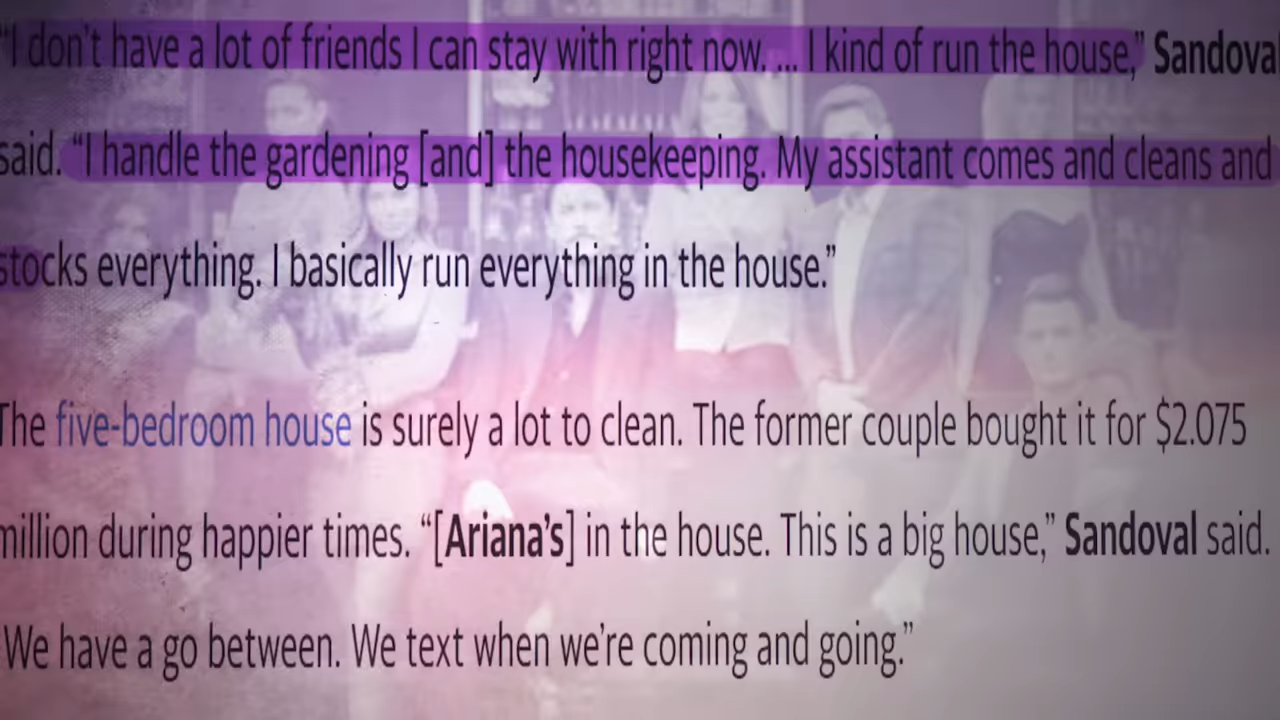 “I don’t have a lot of friends I can stay with right now. ... I kind of run the house,” Sandoval
said. “I handle the gardening [and] the housekeeping. My assistant comes and cleans and
stocks everything. I basically run everything in the house.”
The five-bedroom house is surely a lot to clean. The former couple bought it for $2.075
million during happier times. “[Ariana’s] in the house. This is a big house,” Sandoval said.
We have a go between. We text when we’re coming and going.”